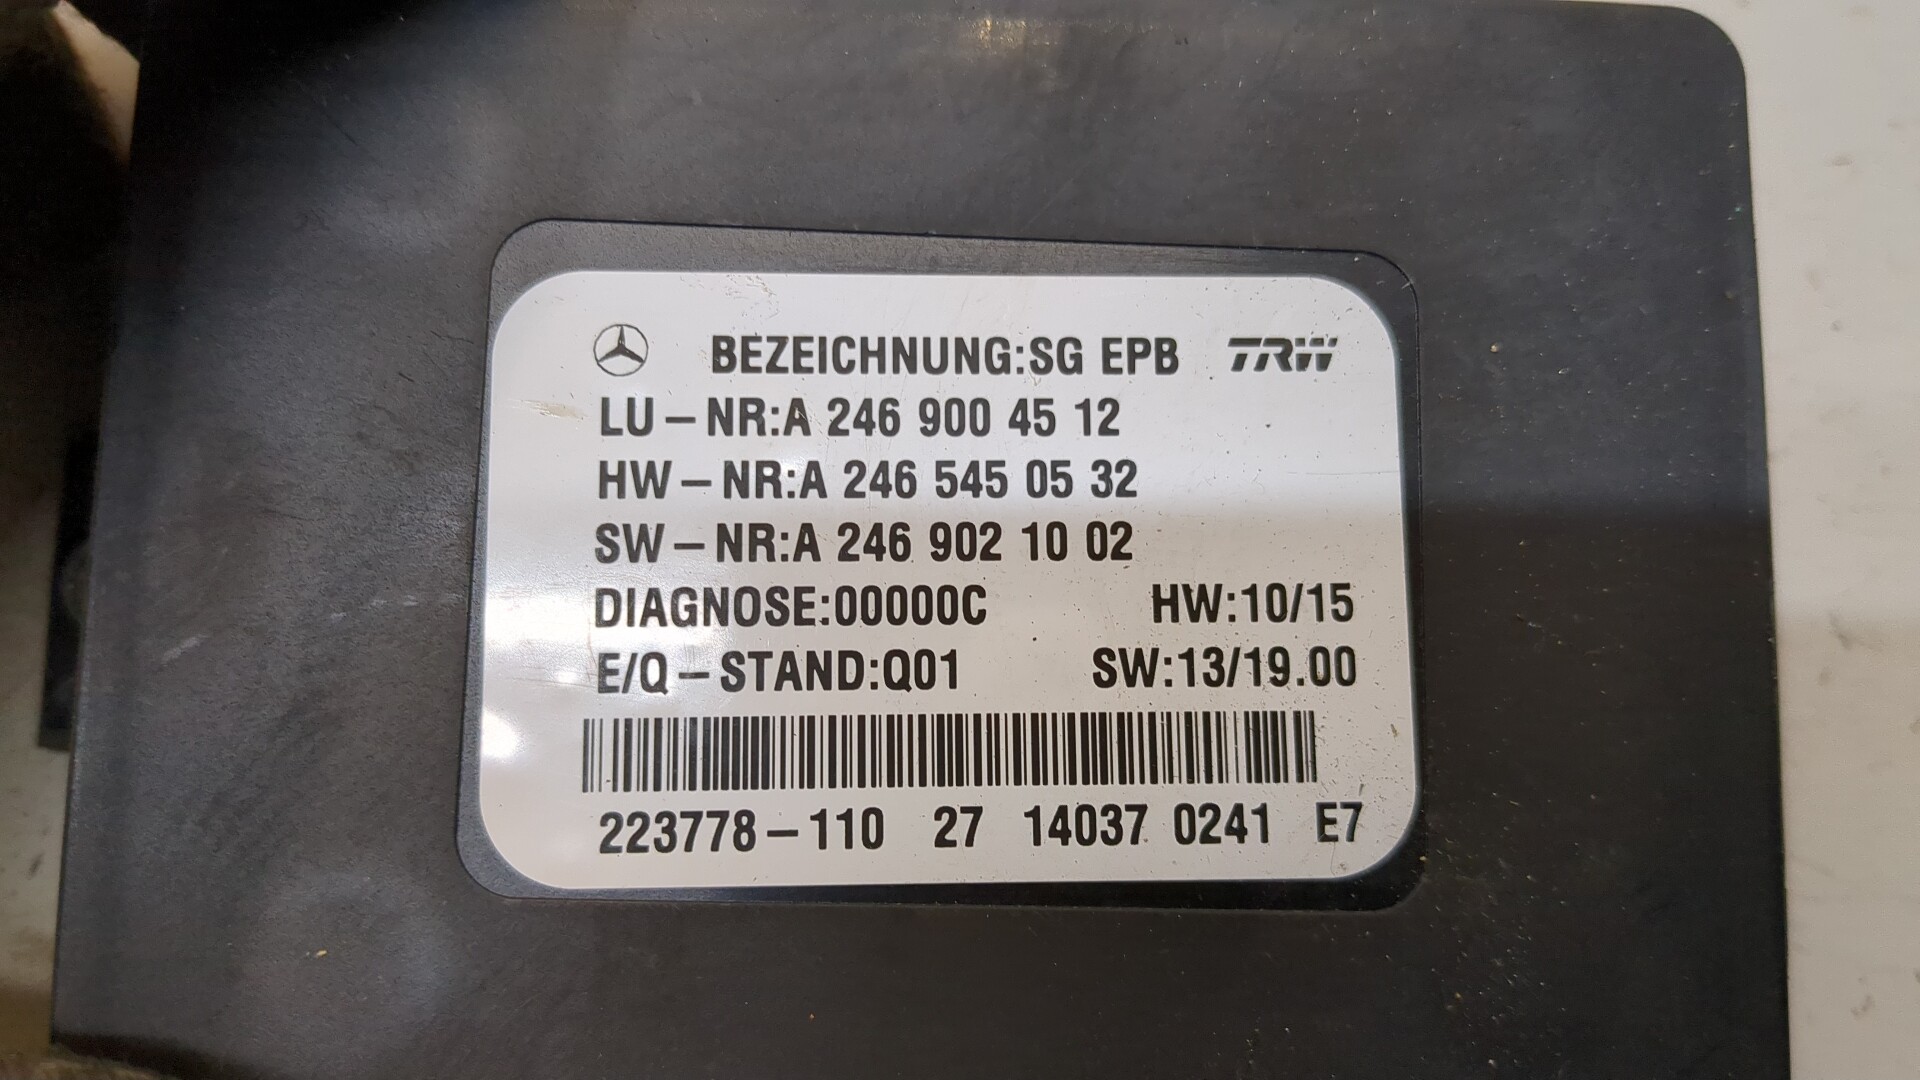 BEZEICHNUNG:SG EPB TRW
LU-NR:A 246 900 45 12
HW-NR:A 246 545 05 32
SW-NR:A 246 902 10 02
DIAGNOSE:00000C HW:10/15
E/Q-STAND:Q01 SW:13/19.00
223778-110 27 14037 0241 E7